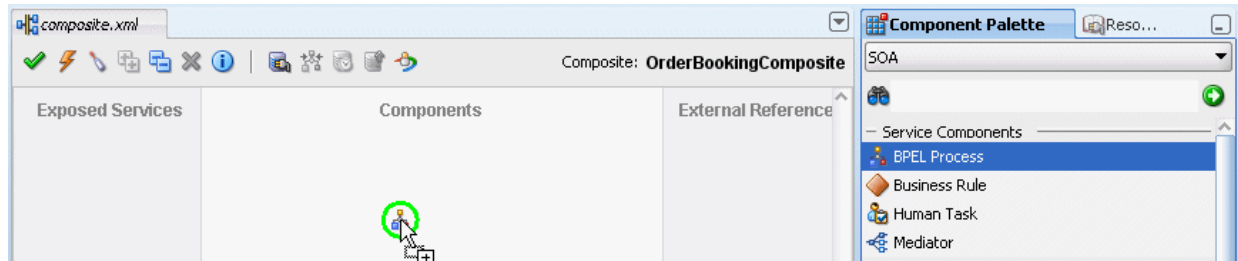 composite.xml
Composite: OrderBookingComposite
Exposed Services
Components
External Reference
Component Palette
Reso...
SOA
Service Components
BPEL Process
Business Rule
Human Task
Mediator